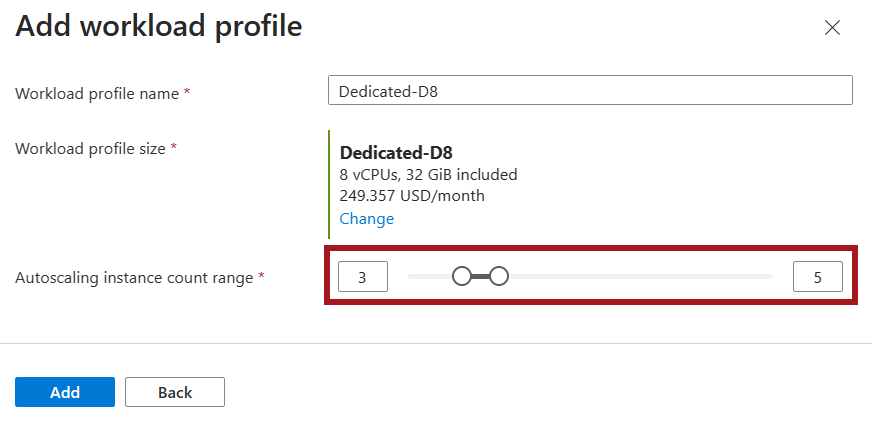 Add workload profile
Workload profile name *
Dedicated-D8
Workload profile size *
Dedicated-D8
8 vCPUs, 32 GiB included
249.357 USD/month
Change
Autoscaling instance count range *
3
5
Add
Back